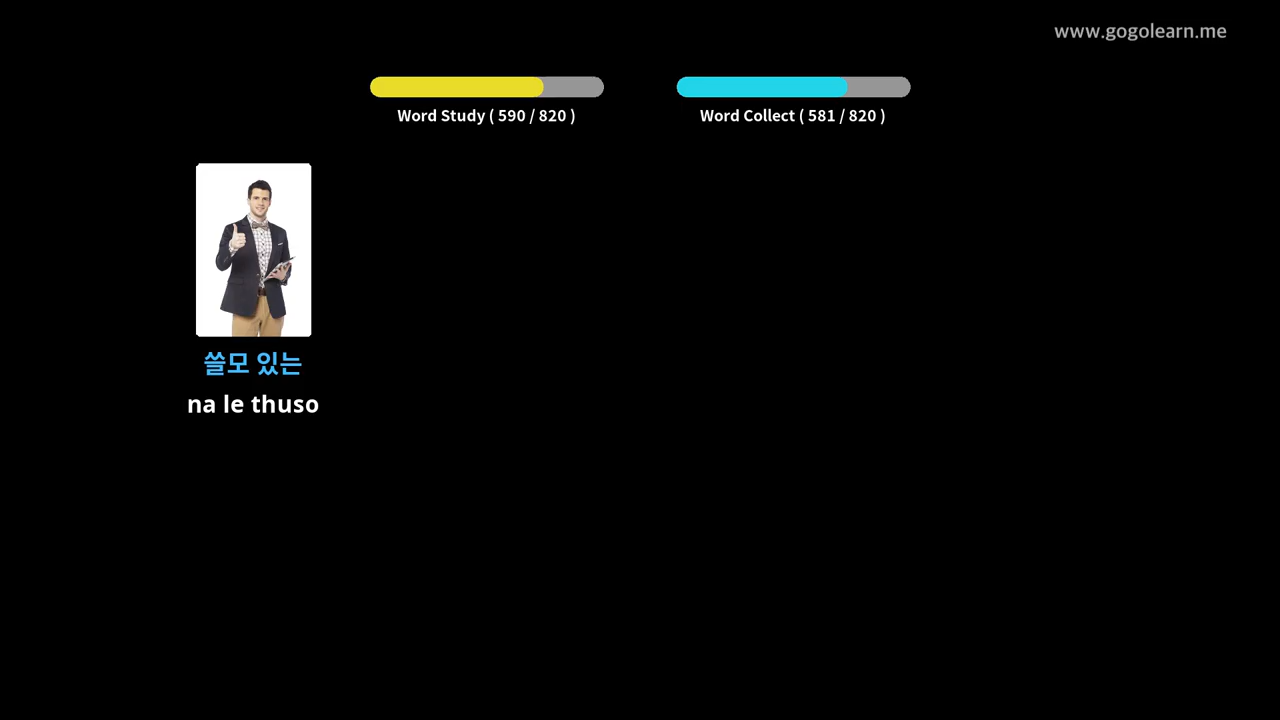 www.gogolearn.me
Word Study ( 590 / 820 )
Word Collect ( 581 / 820 )
쓸모 있는
na le thuso